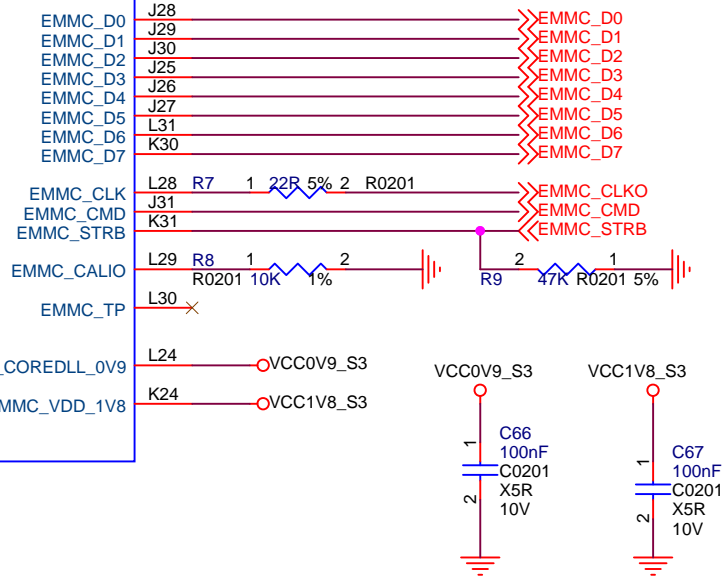 EMMC_D0 J28 EMMC_D0
EMMC_D1 J29 EMMC_D1
EMMC_D2 J30 EMMC_D2
EMMC_D3 J25 EMMC_D3
EMMC_D4 J26 EMMC_D4
EMMC_D5 J27 EMMC_D5
EMMC_D6 L31 EMMC_D6
EMMC_D7 K30 EMMC_D7
EMMC_CLK L28 R7 1 22R 5% 2 R0201 EMMC_CLKO
EMMC_CMD J31 EMMC_CMD
EMMC_STRB K31 EMMC_STRB
EMMC_CALIO L29 R8 1 2 2 1
R0201 10K 1% R9 47K R0201 5%
EMMC_TP L30
_COREDLL_0V9 L24 VCC0V9_S3
MMC_VDD_1V8 K24 VCC1V8_S3
VCC0V9_S3
1
2
C66
100nF
C0201
X5R
10V
VCC1V8_S3
1
2
C67
100nF
C0201
X5R
10V